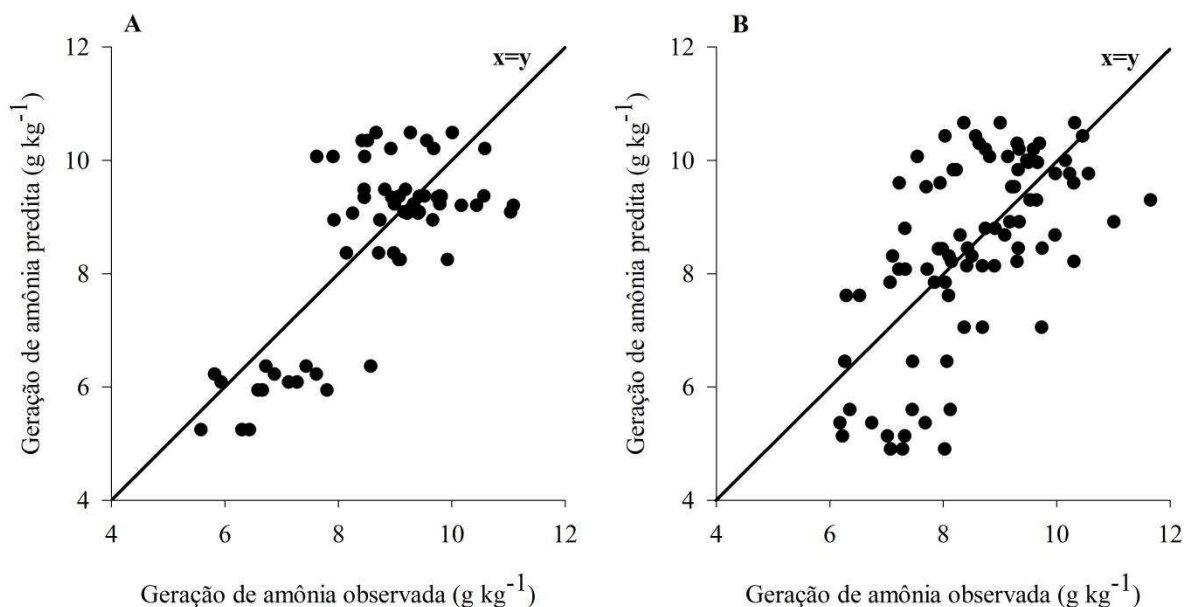 A
12
10
8
6
4
4
6
8
10
12
x=y
Geração de amônia predita (g kg⁻¹)
Geração de amônia observada (g kg⁻¹)
B
12
10
8
6
4
4
6
8
10
12
x=y
Geração de amônia predita (g kg⁻¹)
Geração de amônia observada (g kg⁻¹)